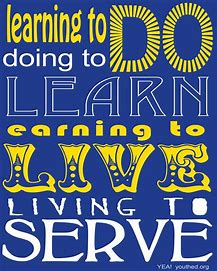 learning to DO
doing to
LEARN
earning to
LIVE
LIVING TO
SERVE
YEA! youthed.org